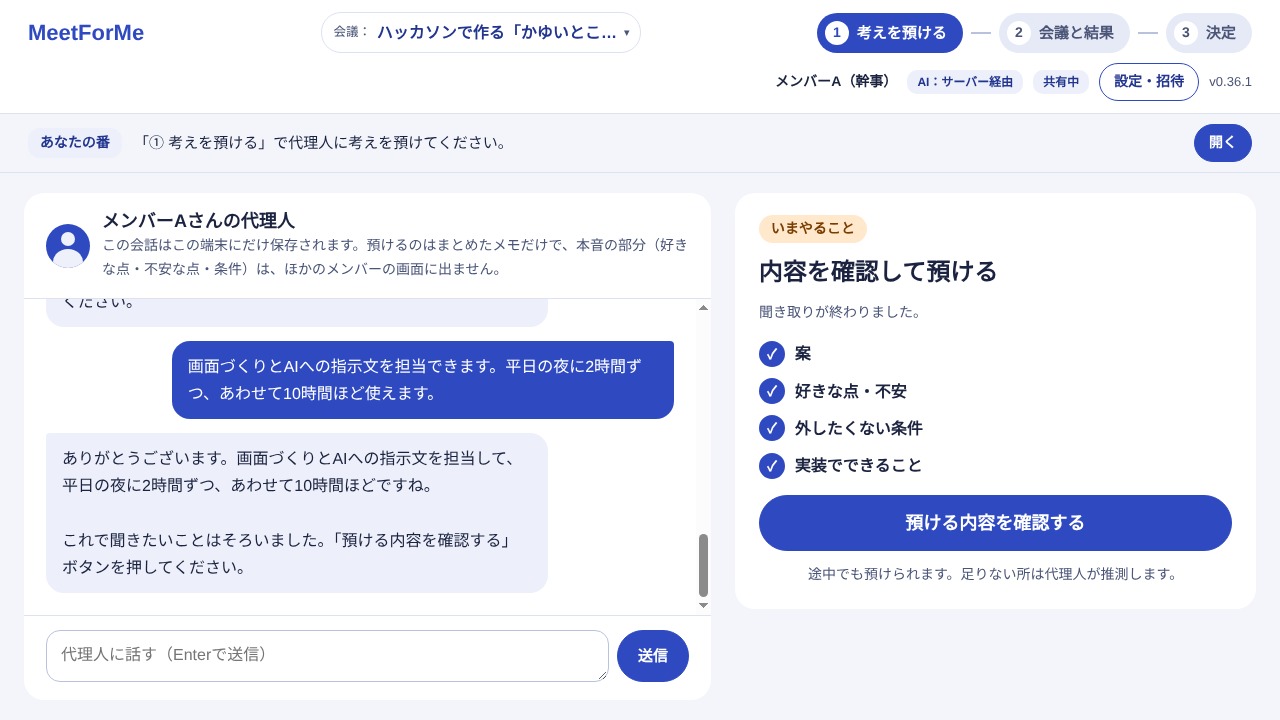 MeetForMe
会議： ハッカソンで作る「かゆいとこ… ▾
1 考えを預ける
2 会議と結果
3 決定
メンバーA（幹事） AI：サーバー経由 共有中 設定・招待 v0.36.1
あなたの番 「① 考えを預ける」で代理人に考えを預けてください。 開く
メンバーAさんの代理人
この会話はこの端末にだけ保存されます。預けるのはまとめたメモだけで、本音の部分（好き
な点・不安な点・条件）は、ほかのメンバーの画面に出ません。
ください。
画面づくりとAIへの指示文を担当できます。平日の夜に2時間ず
つ、あわせて10時間ほど使えます。
ありがとうございます。画面づくりとAIへの指示文を担当して、
平日の夜に2時間ずつ、あわせて10時間ほどですね。
これで聞きたいことはそろいました。「預ける内容を確認する」
ボタンを押してください。
代理人に話す（Enterで送信）
送信
いまやること
内容を確認して預ける
聞き取りが終わりました。
✓ 案
✓ 好きな点・不安
✓ 外したくない条件
✓ 実装でできること
預ける内容を確認する
途中でも預けられます。足りない所は代理人が推測します。